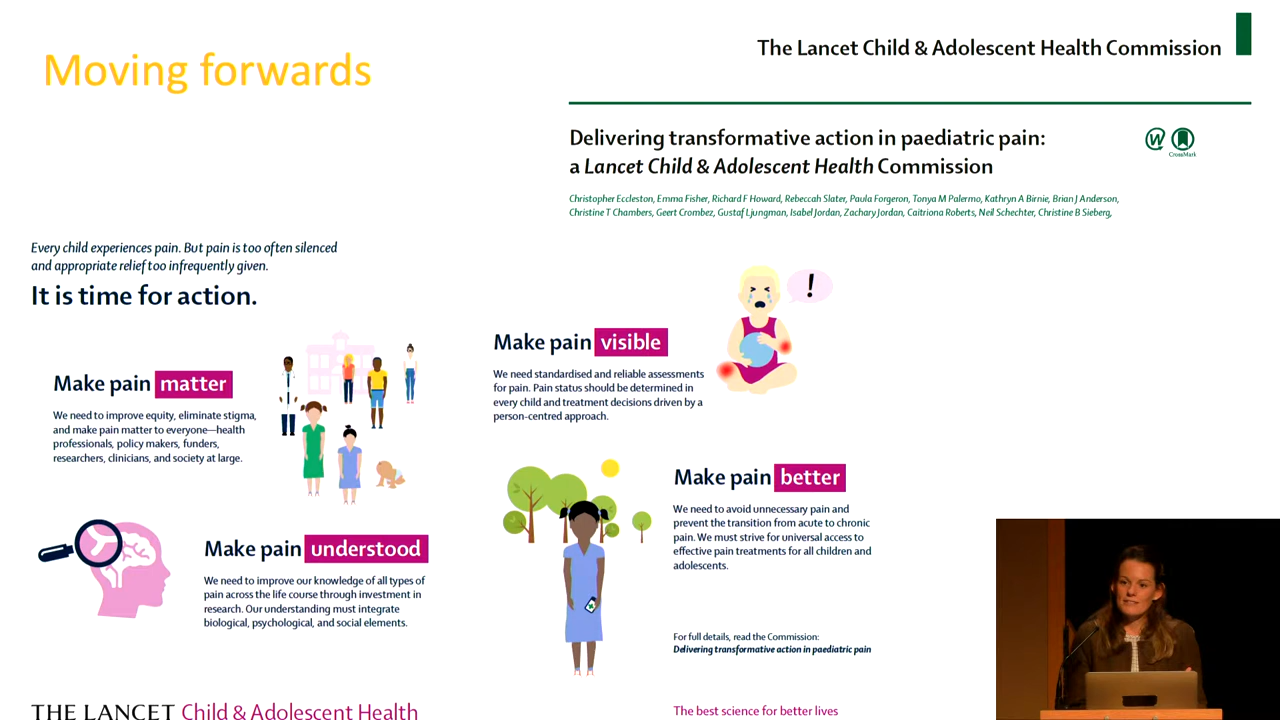 Moving forwards
The Lancet Child & Adolescent Health Commission
Delivering transformative action in paediatric pain:
a Lancet Child & Adolescent Health Commission
W
CrossMark
Christopher Eccleston, Emma Fisher, Richard F Howard, Rebeccah Slater, Paula Forgeron, Tonya M Palermo, Kathryn A Birnie, Brian J Anderson,
Christine T Chambers, Geert Crombez, Gustaf Ljungman, Isabel Jordan, Zachary Jordan, Caitriona Roberts, Neil Schechter, Christine B Sieberg,
Every child experiences pain. But pain is too often silenced
and appropriate relief too infrequently given.
It is time for action.
Make pain matter
We need to improve equity, eliminate stigma,
and make pain matter to everyone—health
professionals, policy makers, funders,
researchers, clinicians, and society at large.
Make pain understood
We need to improve our knowledge of all types of
pain across the life course through investment in
research. Our understanding must integrate
biological, psychological, and social elements.
Make pain visible
We need standardised and reliable assessments
for pain. Pain status should be determined in
every child and treatment decisions driven by a
person-centred approach.
!
Make pain better
We need to avoid unnecessary pain and
prevent the transition from acute to chronic
pain. We must strive for universal access to
effective pain treatments for all children and
adolescents.
For full details, read the Commission:
Delivering transformative action in paediatric pain
THE LANCET Child & Adolescent Health
The best science for better lives